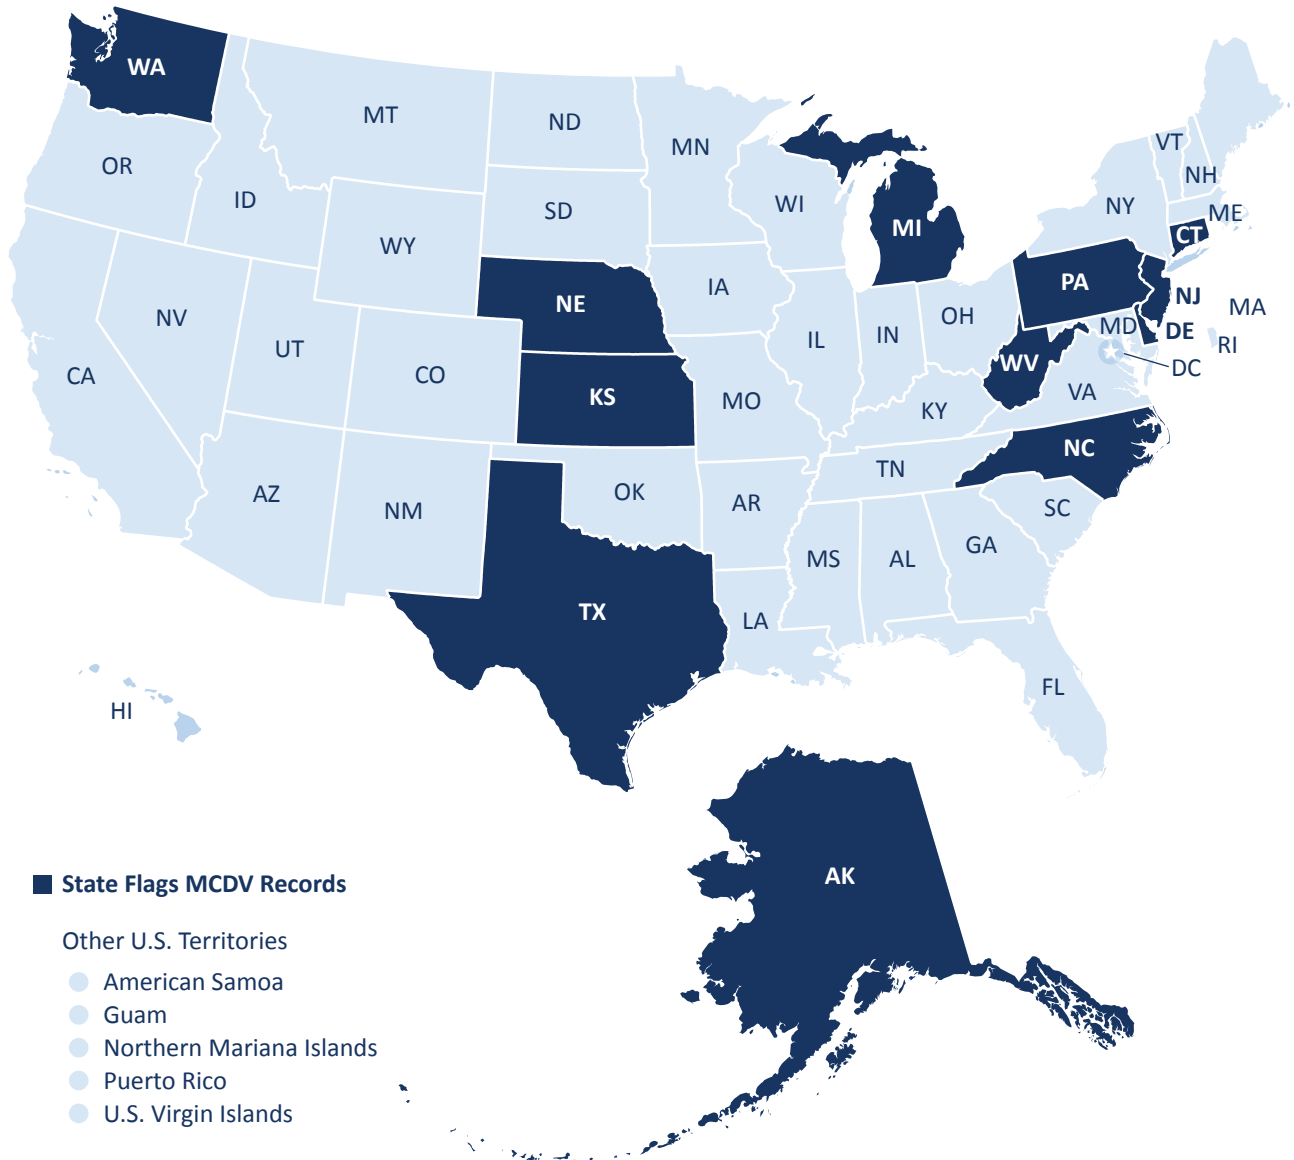 WA
MT
ND
MN
OR
ID
WY
SD
WI
MI
VT
NH
NY
ME
CT
NV
UT
CO
NE
IA
IL
IN
OH
PA
NJ
MA
MD
DE
RI
DC
CA
KS
MO
KY
WV
VA
AZ
NM
OK
AR
TN
NC
SC
TX
LA
MS
AL
GA
FL
HI
AK
State Flags MCDV Records
Other U.S. Territories
American Samoa
Guam
Northern Mariana Islands
Puerto Rico
U.S. Virgin Islands